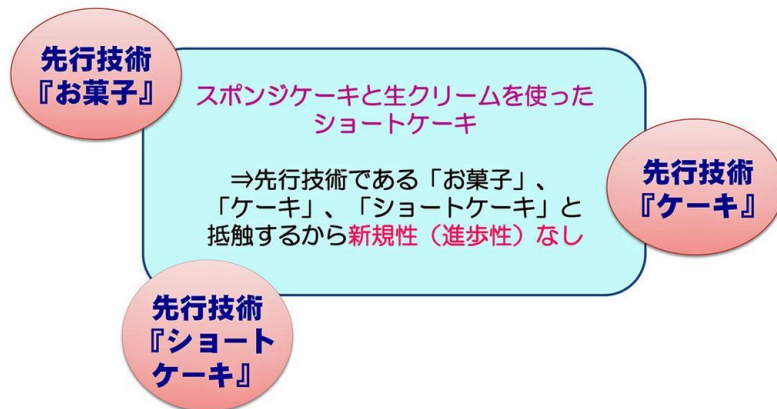 先行技術
『お菓子』
スポンジケーキと生クリームを使った
ショートケーキ
⇒先行技術である「お菓子」、
「ケーキ」、「ショートケーキ」と
抵触するから新規性（進歩性）なし
先行技術
『ケーキ』
先行技術
『ショート
ケーキ』